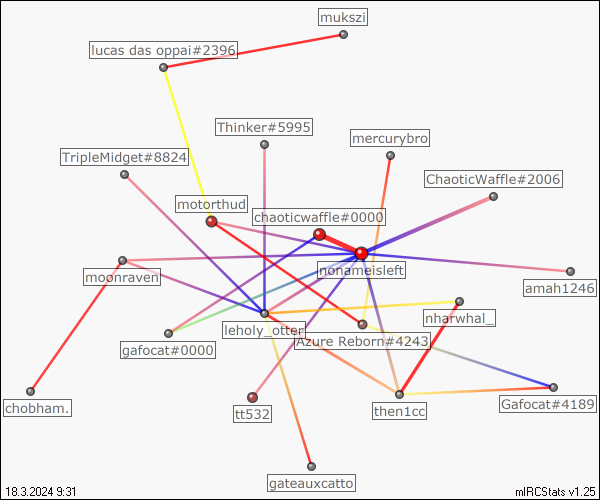 mukszi
lucas das oppai#2396
Thinker#5995
mercurybro
TripleMidget#8824
ChaoticWaffle#2006
motorthud
chaoticwaffle#0000
nonameisleft
moonraven
amah1246
nharwhal_
leholy_otter
Azure Reborn#4243
gafocat#0000
chobham.
tt532
then1cc
Gafocat#4189
gateauxcatto
18.3.2024 9:31
mIRCStats v1.25